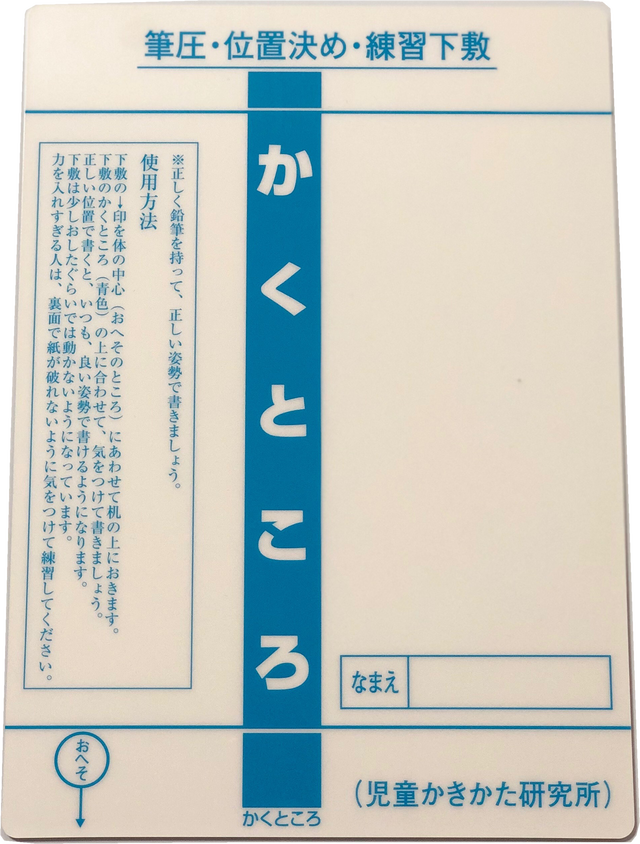 筆圧・位置決め・練習下敷
かくところ
※正しく鉛筆を持って、正しい姿勢で書きましょう。
使用方法
下敷の→印を体の中心（おへそのところ）にあわせて机の上におきます。
下敷のかくところ（青色）の上に合わせて、気をつけて書きましょう。
正しい位置で書くと、いつも、良い姿勢で書けるようになります。
下敷は少しおしたぐらいでは動かないようになっています。
力を入れすぎる人は、裏面で紙が破れないように気をつけて練習してください。
なまえ
おへそ
かくところ
（児童かきかた研究所）